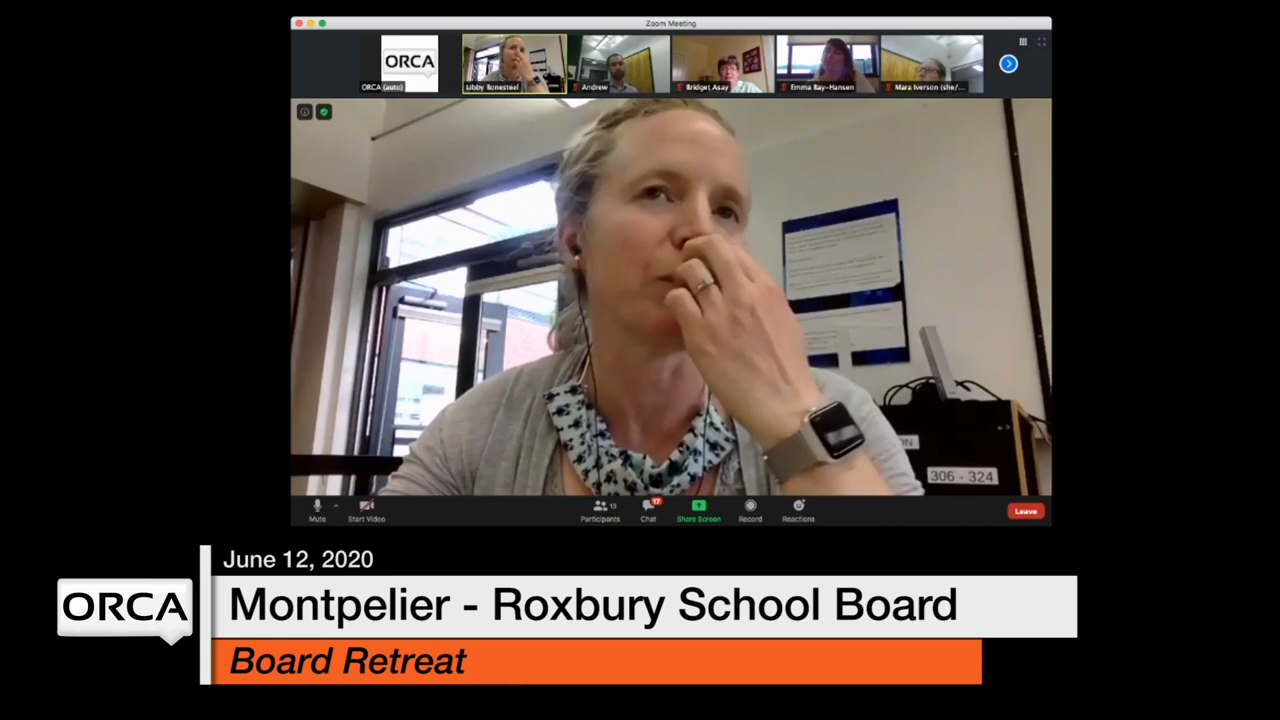 Zoom Meeting
ORCA
ORCA (auto)
Libby Bonesteel
Andrew
Bridget Asay
Emma Bay-Hansen
Mara Iverson (she/...
306 - 324
Mute
Start Video
Participants
13
Chat
17
Share Screen
Record
Reactions
Leave
June 12, 2020
ORCA
Montpelier - Roxbury School Board
Board Retreat